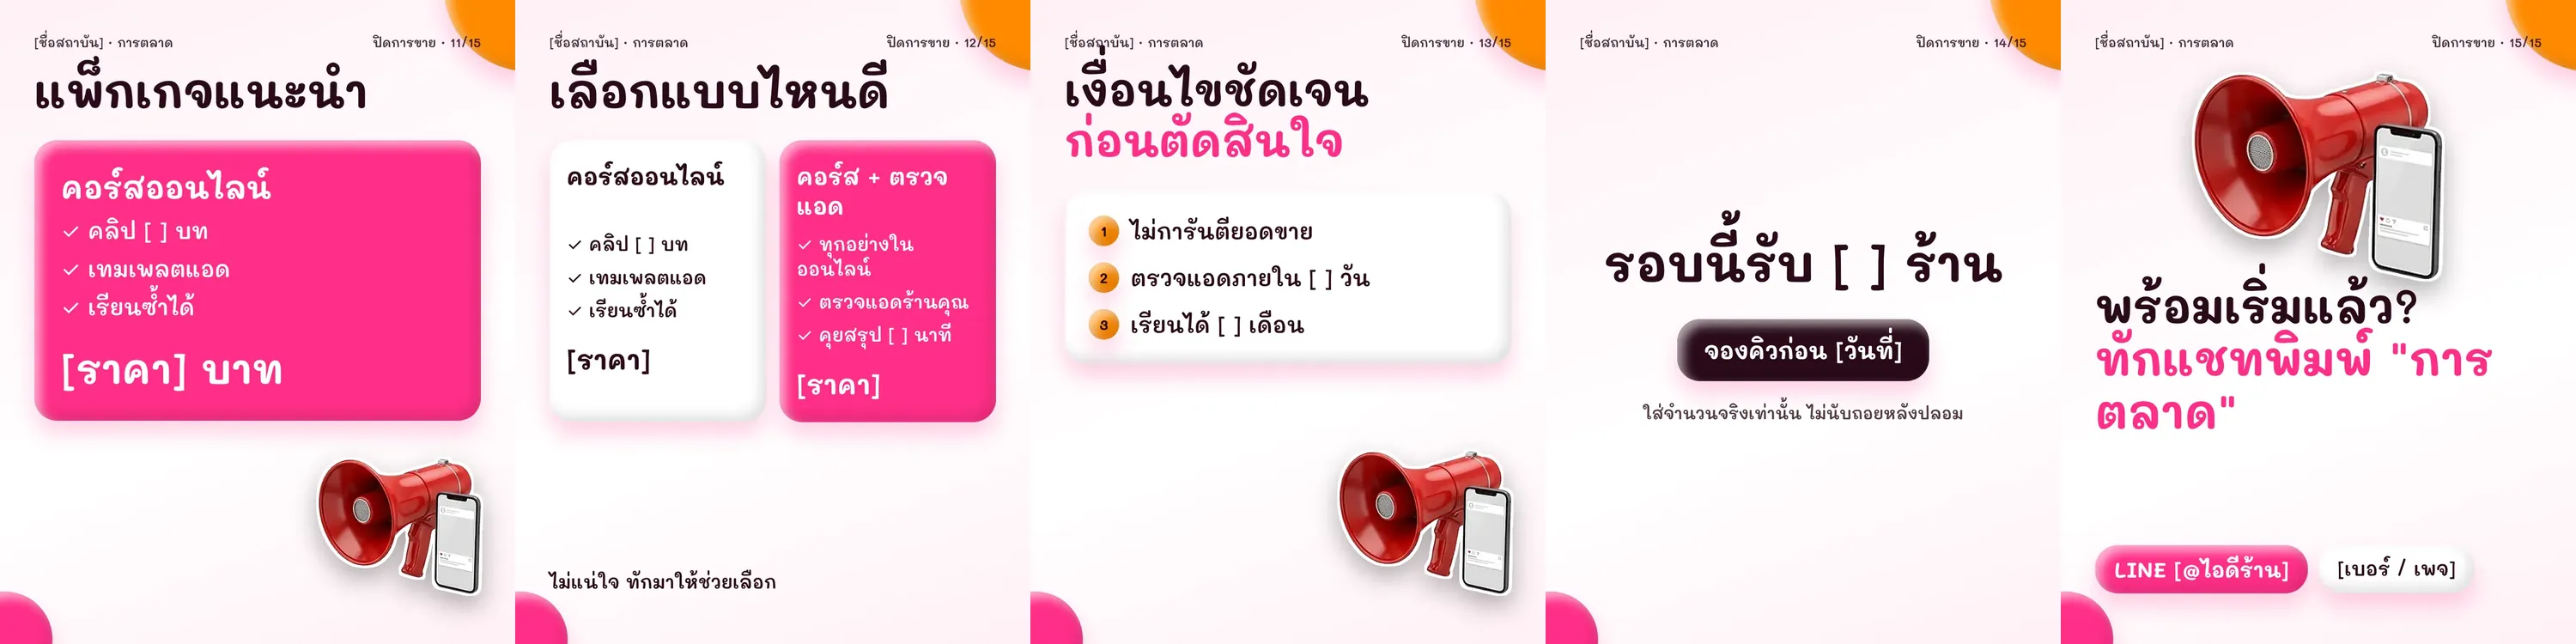 [ชื่อสถาบัน] · การตลาด
ปิดการขาย · 11/15
แพ็กเกจแนะนำ
คอร์สออนไลน์
✓ คลิป [ ] บท
✓ เทมเพลตแอด
✓ เรียนซ้ำได้
[ราคา] บาท
[ชื่อสถาบัน] · การตลาด
ปิดการขาย · 12/15
เลือกแบบไหนดี
คอร์สออนไลน์
✓ คลิป [ ] บท
✓ เทมเพลตแอด
✓ เรียนซ้ำได้
[ราคา]
คอร์ส + ตรวจ
แอด
✓ ทุกอย่างใน
ออนไลน์
✓ ตรวจแอดร้านคุณ
✓ คุยสรุป [ ] นาที
[ราคา]
ไม่แน่ใจ ทักมาให้ช่วยเลือก
[ชื่อสถาบัน] · การตลาด
ปิดการขาย · 13/15
เงื่อนไขชัดเจน
ก่อนตัดสินใจ
1 ไม่การันตียอดขาย
2 ตรวจแอดภายใน [ ] วัน
3 เรียนได้ [ ] เดือน
[ชื่อสถาบัน] · การตลาด
ปิดการขาย · 14/15
รอบนี้รับ [ ] ร้าน
จองคิวก่อน [วันที่]
ใส่จำนวนจริงเท่านั้น ไม่นับถอยหลังปลอม
[ชื่อสถาบัน] · การตลาด
ปิดการขาย · 15/15
พร้อมเริ่มแล้ว?
ทักแชทพิมพ์ "การ
ตลาด"
LINE [@ไอดีร้าน]
[เบอร์ / เพจ]